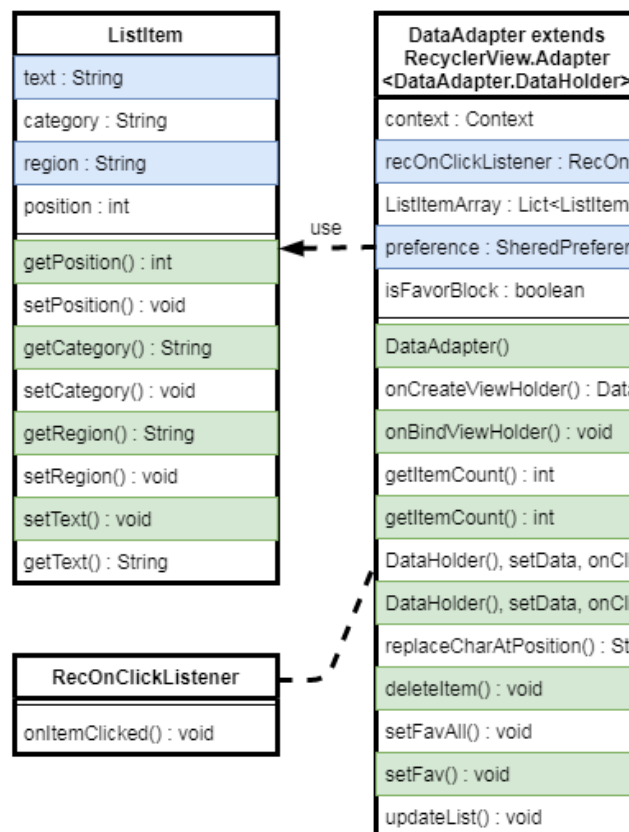 ListItem
text : String
category : String
region : String
position : int
getPosition() : int
setPosition() : void
getCategory() : String
setCategory() : void
getRegion() : String
setRegion() : void
setText() : void
getText() : String
RecOnClickListener
onItemClicked() : void
use
DataAdapter extends
RecyclerView.Adapter
<DataAdapter.DataHolder>
context : Context
recOnClickListener : RecOn
ListItemArray : Lict<ListItem
preference : SheredPreferen
isFavorBlock : boolean
DataAdapter()
onCreateViewHolder() : Data
onBindViewHolder() : void
getItemCount() : int
getItemCount() : int
DataHolder(), setData, onCli
DataHolder(), setData, onCli
replaceCharAtPosition() : St
deleteItem() : void
setFavAll() : void
setFav() : void
updateList() : void